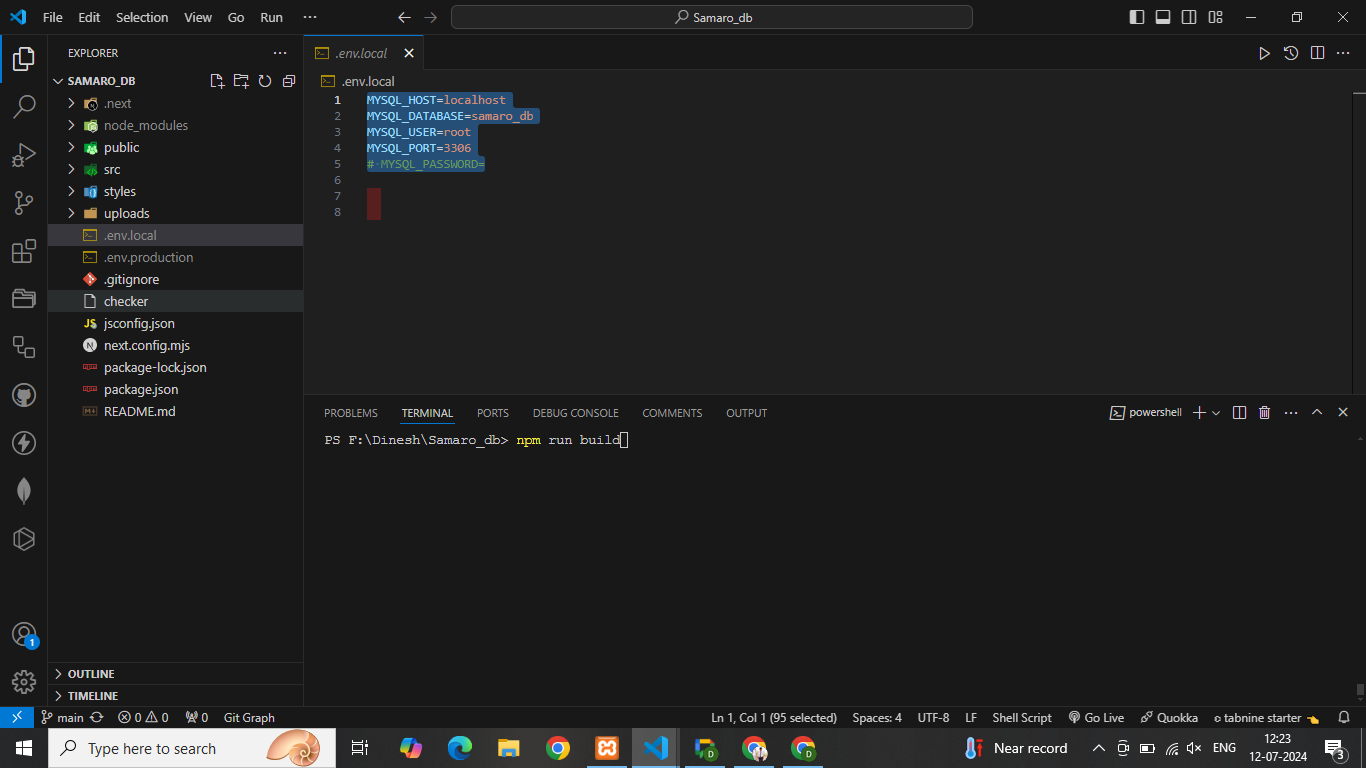 File Edit Selection View Go Run ··· Samaro_db
EXPLORER
SAMARO_DB
.next
node_modules
public
src
styles
uploads
.env.local
.env.production
.gitignore
checker
jsconfig.json
next.config.mjs
package-lock.json
package.json
README.md
OUTLINE
TIMELINE
.env.local
.env.local
1 MYSQL_HOST=localhost
2 MYSQL_DATABASE=samaro_db
3 MYSQL_USER=root
4 MYSQL_PORT=3306
5 # MYSQL_PASSWORD=
6
7
8
PROBLEMS TERMINAL PORTS DEBUG CONSOLE COMMENTS OUTPUT powershell
PS F:\Dinesh\Samaro_db> npm run build
1
main 0 0 0 Git Graph Ln 1, Col 1 (95 selected) Spaces: 4 UTF-8 LF Shell Script Go Live Quokka tabnine starter
Type here to search Near record ENG 12:23
12-07-2024 3